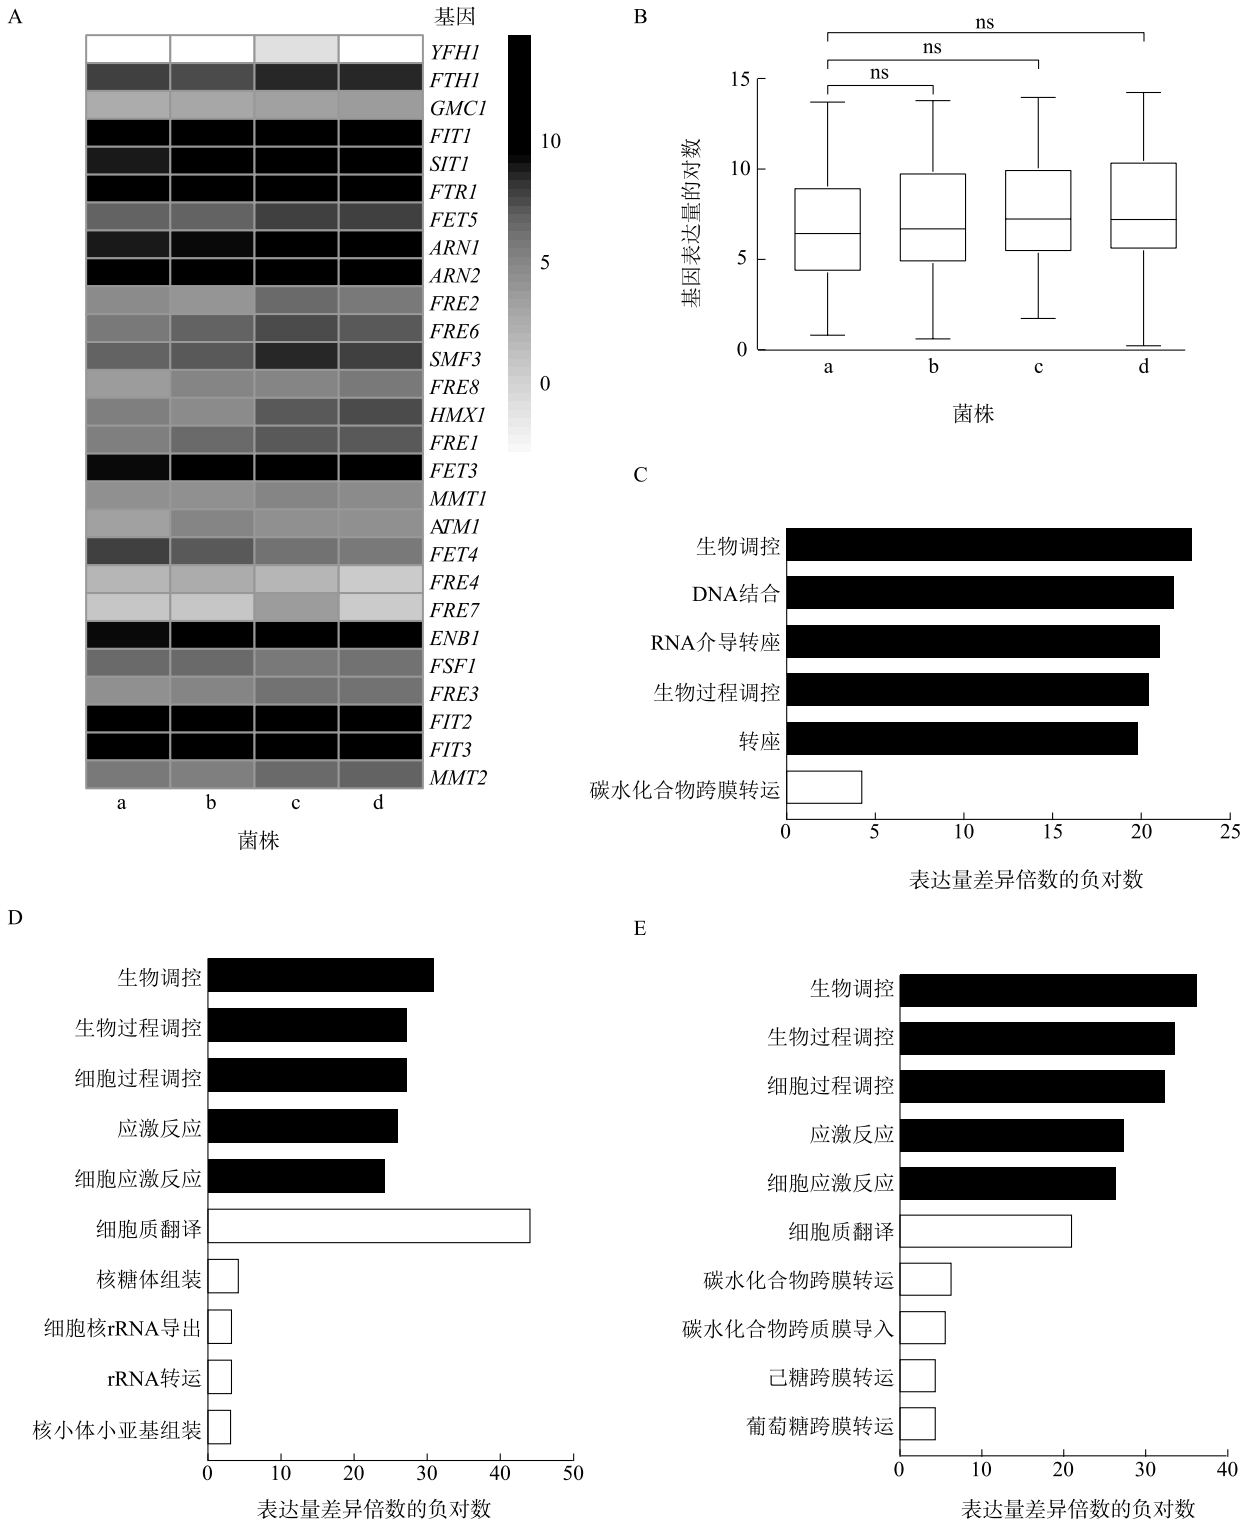 A
基因
YFH1
FTH1
GMC1
FIT1
SIT1
FTR1
FET5
ARN1
ARN2
FRE2
FRE6
SMF3
FRE8
HMX1
FRE1
FET3
MMT1
ATM1
FET4
FRE4
FRE7
ENB1
FSF1
FRE3
FIT2
FIT3
MMT2
10
5
0
a b c d
菌株
B
ns
ns
ns
15
10
5
0
基因表达量的对数
a b c d
菌株
C
生物调控
DNA结合
RNA介导转座
生物过程调控
转座
碳水化合物跨膜转运
0 5 10 15 20 25
表达量差异倍数的负对数
D
生物调控
生物过程调控
细胞过程调控
应激反应
细胞应激反应
细胞质翻译
核糖体组装
细胞核rRNA导出
rRNA转运
核小体小亚基组装
0 10 20 30 40 50
表达量差异倍数的负对数
E
生物调控
生物过程调控
细胞过程调控
应激反应
细胞应激反应
细胞质翻译
碳水化合物跨膜转运
碳水化合物跨质膜导入
己糖跨膜转运
葡萄糖跨膜转运
0 10 20 30 40
表达量差异倍数的负对数